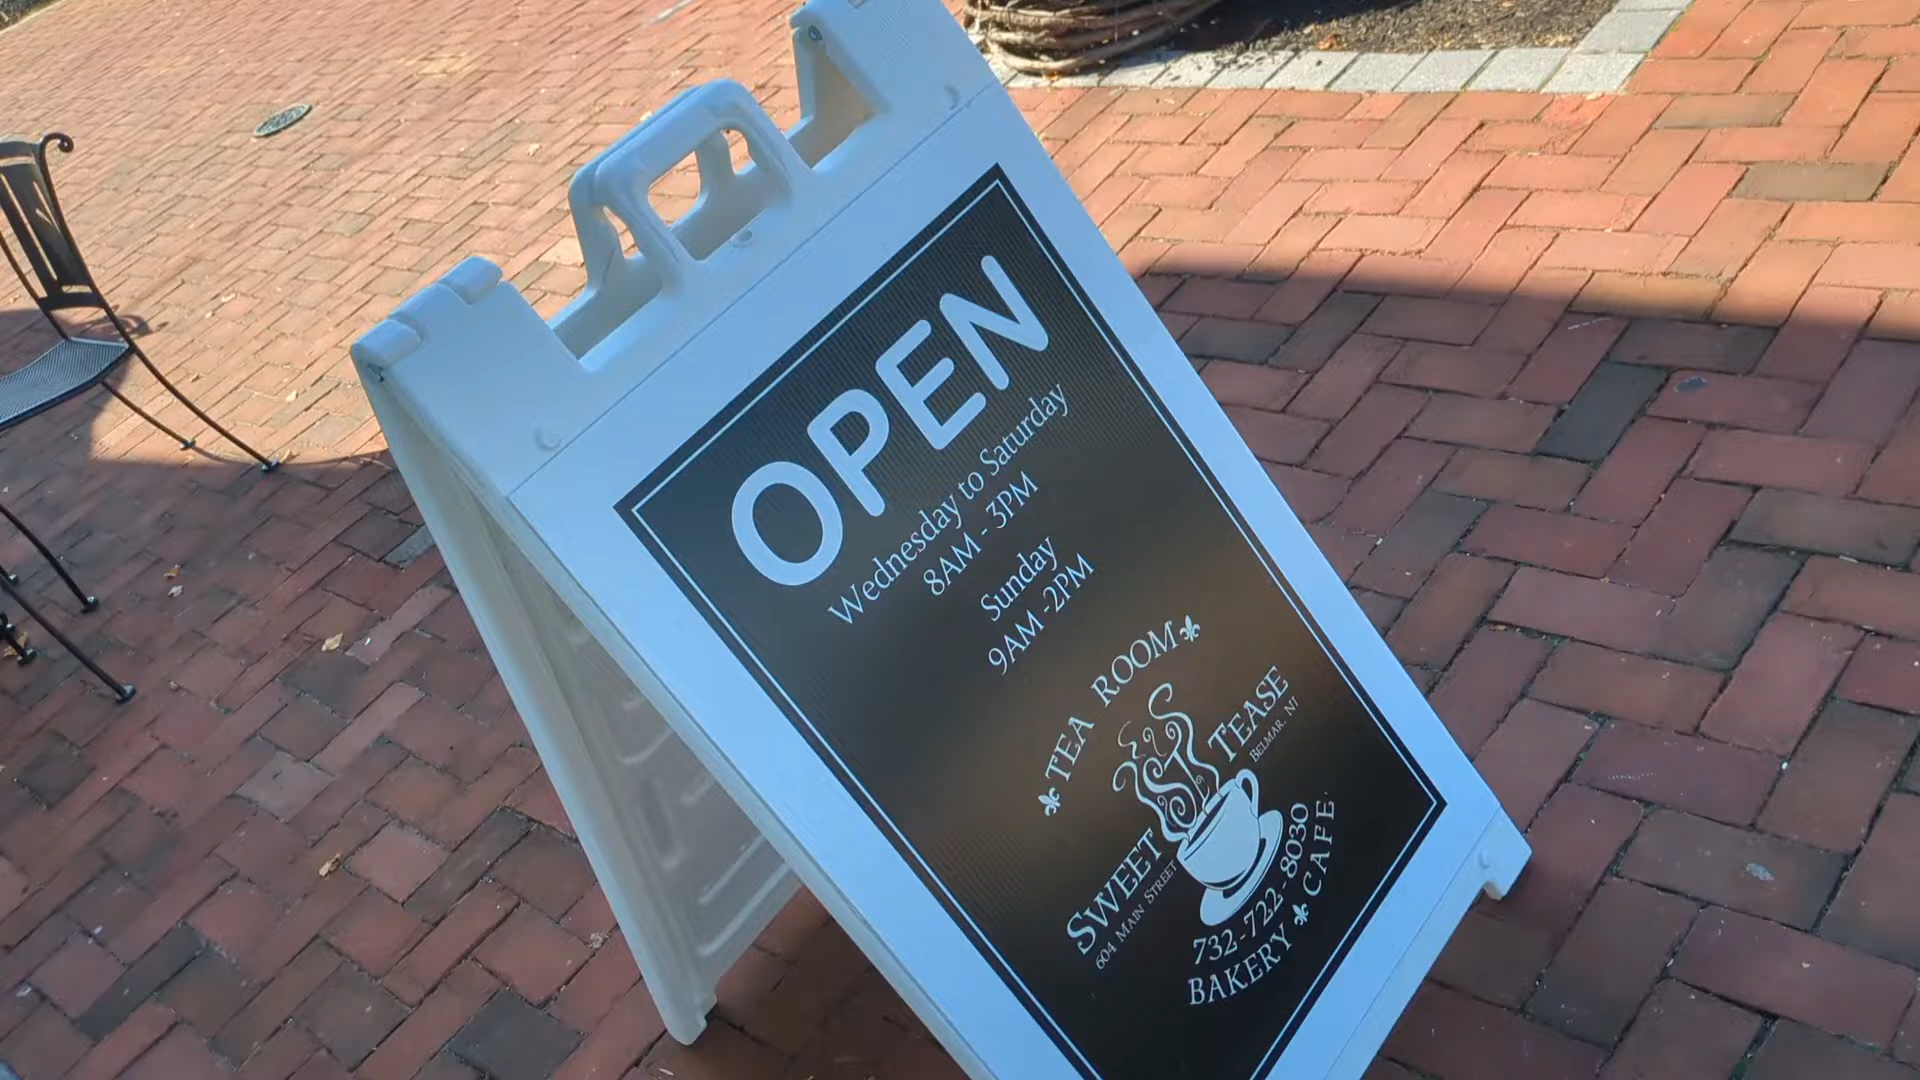 OPEN
Wednesday to Saturday
8AM - 3PM
Sunday
9AM -2PM
TEA ROOM
ST
SWEET TEASE
604 MAIN STREET BELMAR, NJ
732-722-8030
BAKERY CAFE